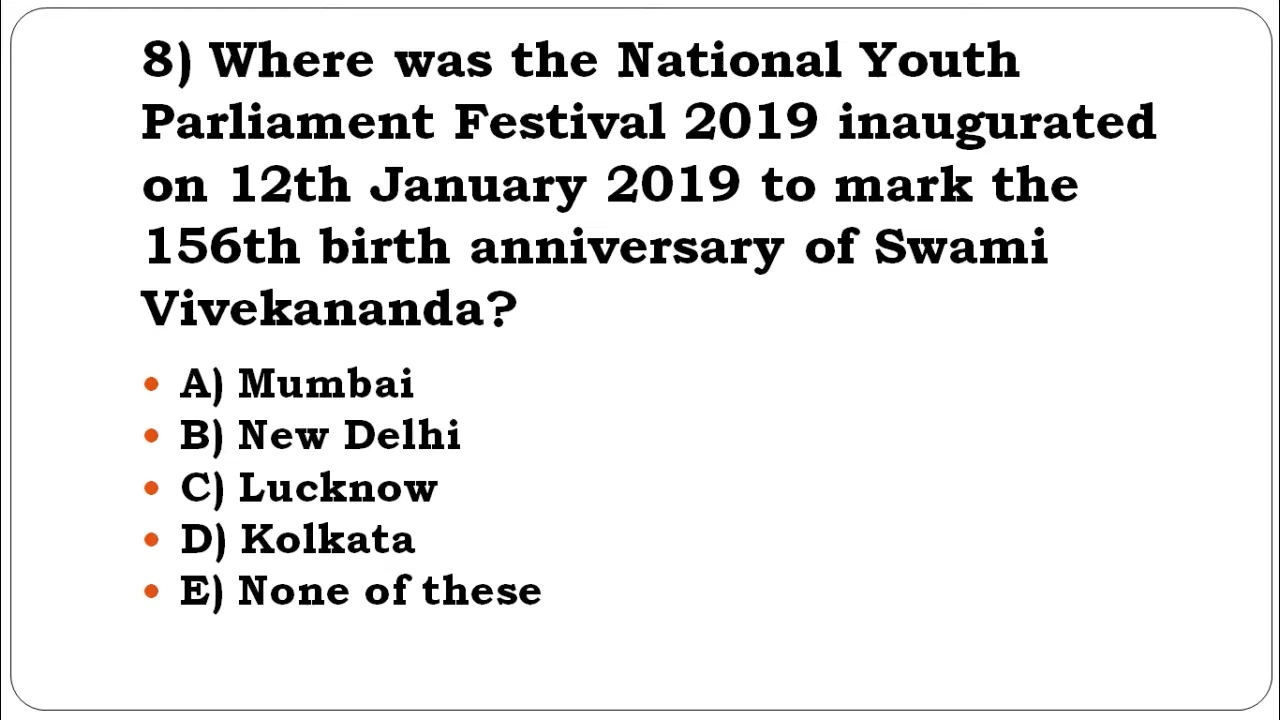 8) Where was the National Youth
Parliament Festival 2019 inaugurated
on 12th January 2019 to mark the
156th birth anniversary of Swami
Vivekananda?
• A) Mumbai
• B) New Delhi
• C) Lucknow
• D) Kolkata
• E) None of these